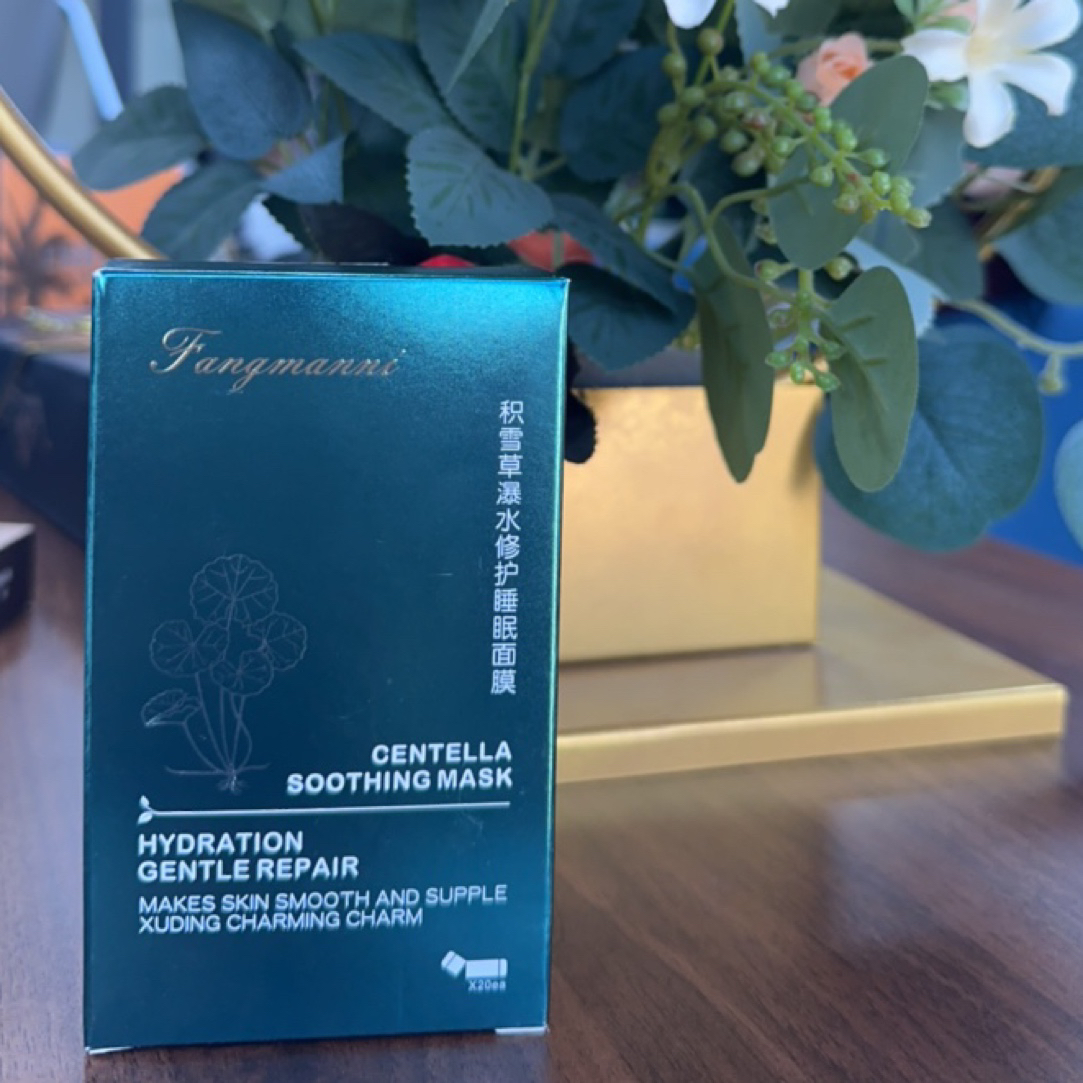 Fangmanni
积雪草瀑水修护睡眠面膜
CENTELLA
SOOTHING MASK
HYDRATION
GENTLE REPAIR
MAKES SKIN SMOOTH AND SUPPLE
XUDING CHARMING CHARM
X20ea